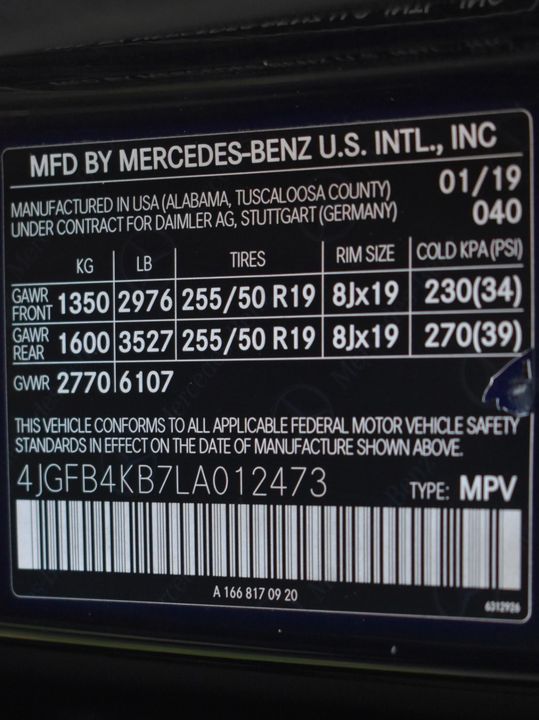 MFD BY MERCEDES-BENZ U.S. INTL., INC
MANUFACTURED IN USA (ALABAMA, TUSCALOOSA COUNTY) 01/19
UNDER CONTRACT FOR DAIMLER AG, STUTTGART (GERMANY) 040
KG LB TIRES RIM SIZE COLD KPA (PSI)
GAWR FRONT 1350 2976 255/50 R19 8Jx19 230(34)
GAWR REAR 1600 3527 255/50 R19 8Jx19 270(39)
GVWR 2770 6107
THIS VEHICLE CONFORMS TO ALL APPLICABLE FEDERAL MOTOR VEHICLE SAFETY
STANDARDS IN EFFECT ON THE DATE OF MANUFACTURE SHOWN ABOVE.
4JGFB4KB7LA012473 TYPE: MPV
A 166 817 09 20
6312926